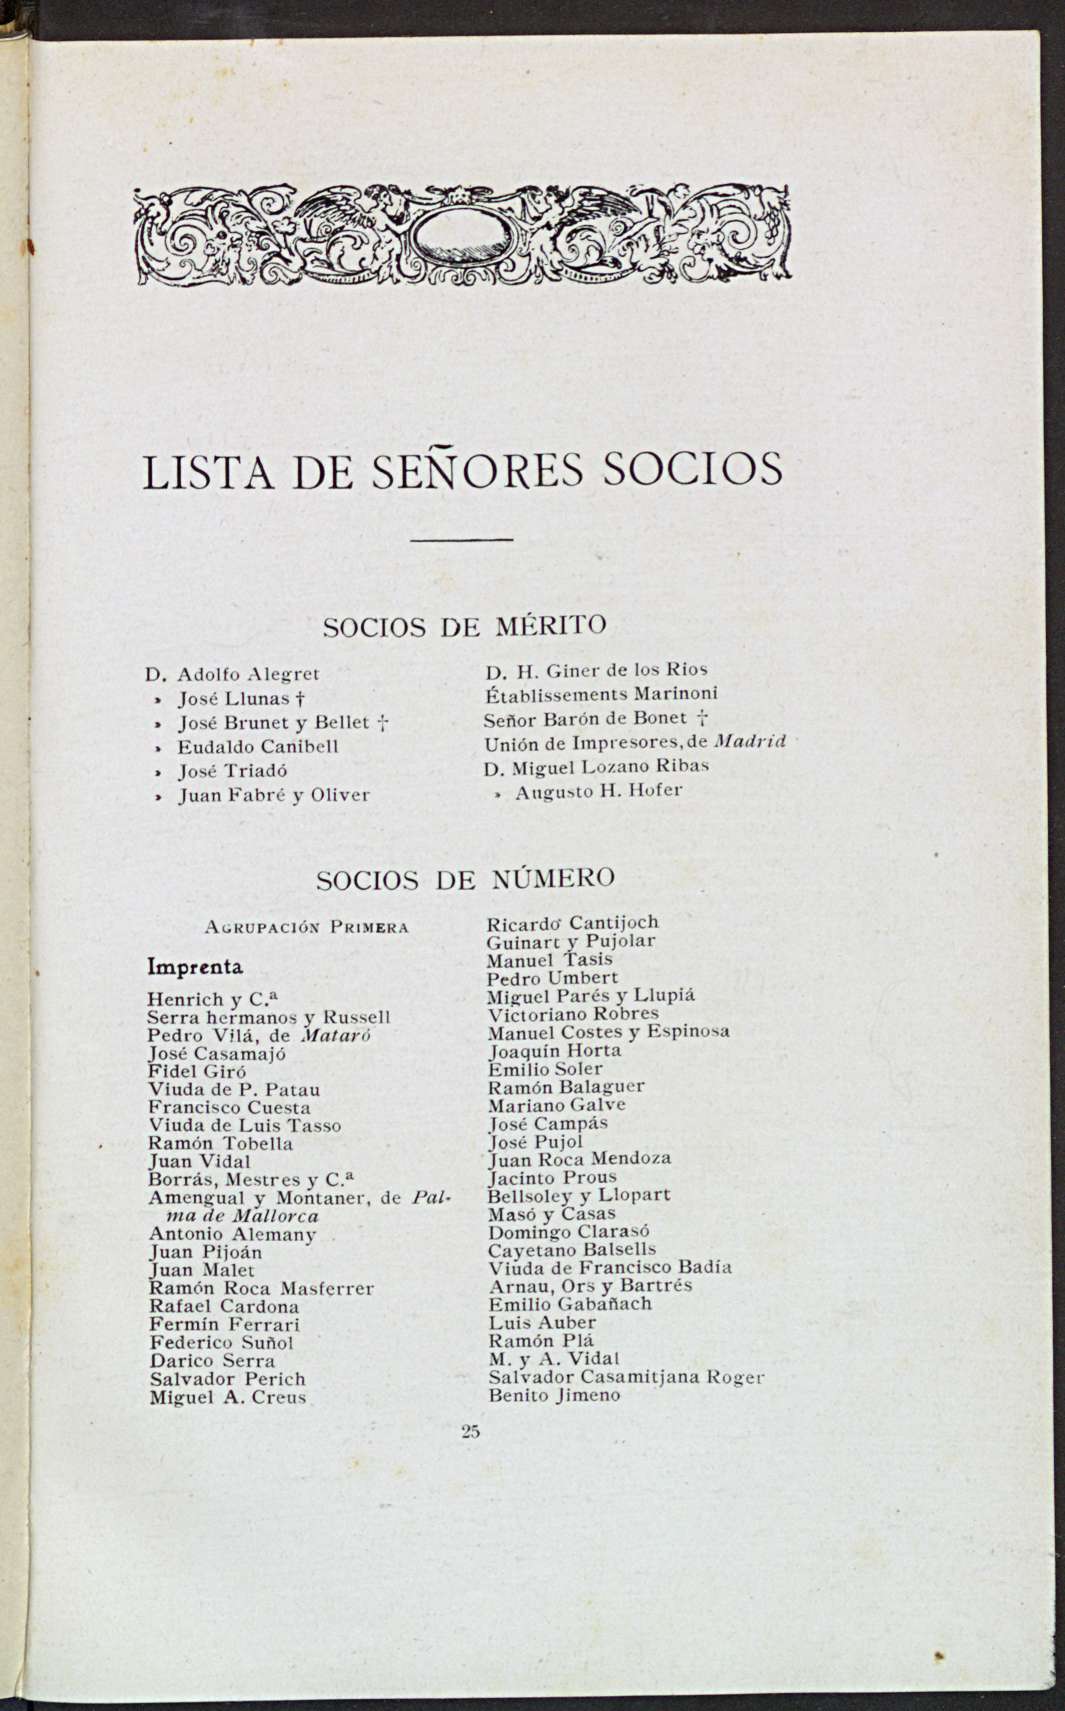 LISTA DE SEÑORES SOCIOS
SOCIOS DE MÉRITO
D. Adolfo Alegret
» José Llunas †
» José Brunet y Bellet †
» Eudaldo Canibell
» José Triadó
» Juan Fabré y Oliver
D. H. Giner de los Rios
Établissements Marinoni
Señor Barón de Bonet †
Unión de Impresores, de Madrid
D. Miguel Lozano Ribas
» Augusto H. Hofer
SOCIOS DE NÚMERO
AGRUPACIÓN PRIMERA
Imprenta
Henrich y C.ª
Serra hermanos y Russell
Pedro Vilá, de Mataró
José Casamajó
Fidel Giró
Viuda de P. Patau
Francisco Cuesta
Viuda de Luis Tasso
Ramón Tobella
Juan Vidal
Borrás, Mestres y C.ª
Amengual y Montaner, de Pal-
ma de Mallorca
Antonio Alemany
Juan Pijoán
Juan Malet
Ramón Roca Masferrer
Rafael Cardona
Fermín Ferrari
Federico Suñol
Darico Serra
Salvador Perich
Miguel A. Creus
Ricardo Cantijoch
Guinart y Pujolar
Manuel Tasis
Pedro Umbert
Miguel Parés y Llupiá
Victoriano Robres
Manuel Costes y Espinosa
Joaquín Horta
Emilio Soler
Ramón Balaguer
Mariano Galve
José Campás
José Pujol
Juan Roca Mendoza
Jacinto Prous
Bellsoley y Llopart
Masó y Casas
Domingo Clarasó
Cayetano Balsells
Viuda de Francisco Badía
Arnau, Ors y Bartrés
Emilio Gabañach
Luis Auber
Ramón Plá
M. y A. Vidal
Salvador Casamitjana Roger
Benito Jimeno
25